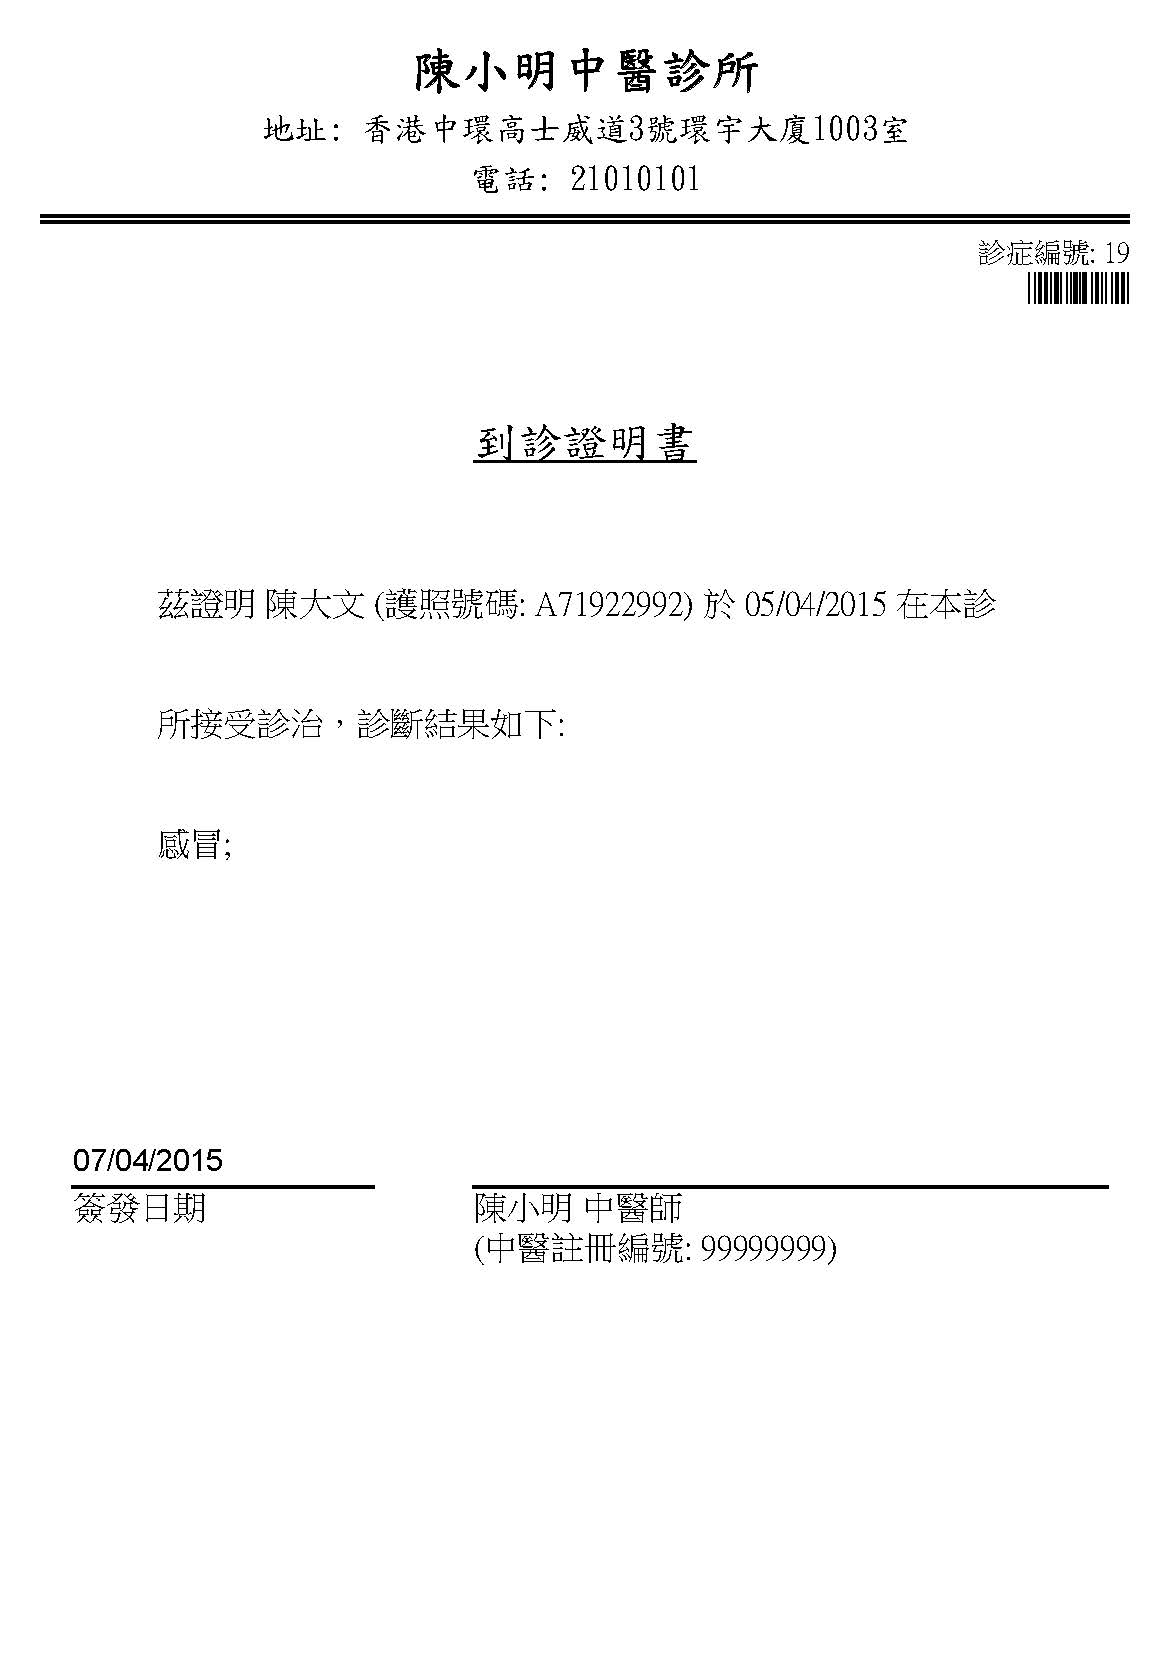 陳小明中醫診所
地址: 香港中環高士威道3號環宇大廈1003室
電話: 21010101
診症編號: 19
到診證明書
茲證明 陳大文 (護照號碼: A71922992) 於 05/04/2015 在本診
所接受診治，診斷結果如下:
感冒;
07/04/2015
簽發日期
陳小明 中醫師
(中醫註冊編號: 99999999)